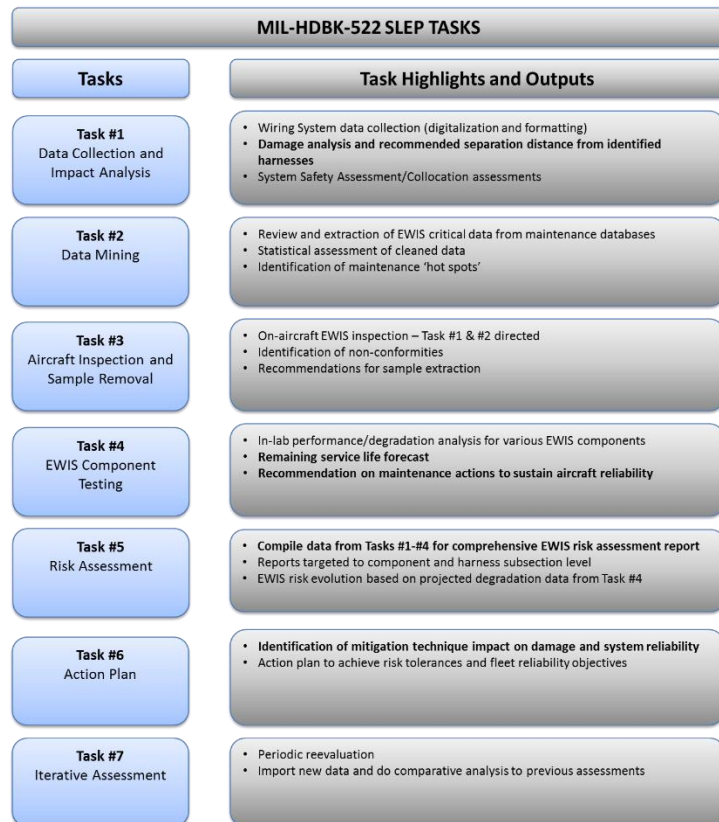 MIL-HDBK-522 SLEP TASKS
Tasks
Task Highlights and Outputs
Task #1
Data Collection and
Impact Analysis
• Wiring System data collection (digitalization and formatting)
• Damage analysis and recommended separation distance from identified
harnesses
• System Safety Assessment/Collocation assessments
Task #2
Data Mining
• Review and extraction of EWIS critical data from maintenance databases
• Statistical assessment of cleaned data
• Identification of maintenance ‘hot spots’
Task #3
Aircraft Inspection and
Sample Removal
• On-aircraft EWIS inspection – Task #1 & #2 directed
• Identification of non-conformities
• Recommendations for sample extraction
Task #4
EWIS Component
Testing
• In-lab performance/degradation analysis for various EWIS components
• Remaining service life forecast
• Recommendation on maintenance actions to sustain aircraft reliability
Task #5
Risk Assessment
• Compile data from Tasks #1-#4 for comprehensive EWIS risk assessment report
• Reports targeted to component and harness subsection level
• EWIS risk evolution based on projected degradation data from Task #4
Task #6
Action Plan
• Identification of mitigation technique impact on damage and system reliability
• Action plan to achieve risk tolerances and fleet reliability objectives
Task #7
Iterative Assessment
• Periodic reevaluation
• Import new data and do comparative analysis to previous assessments